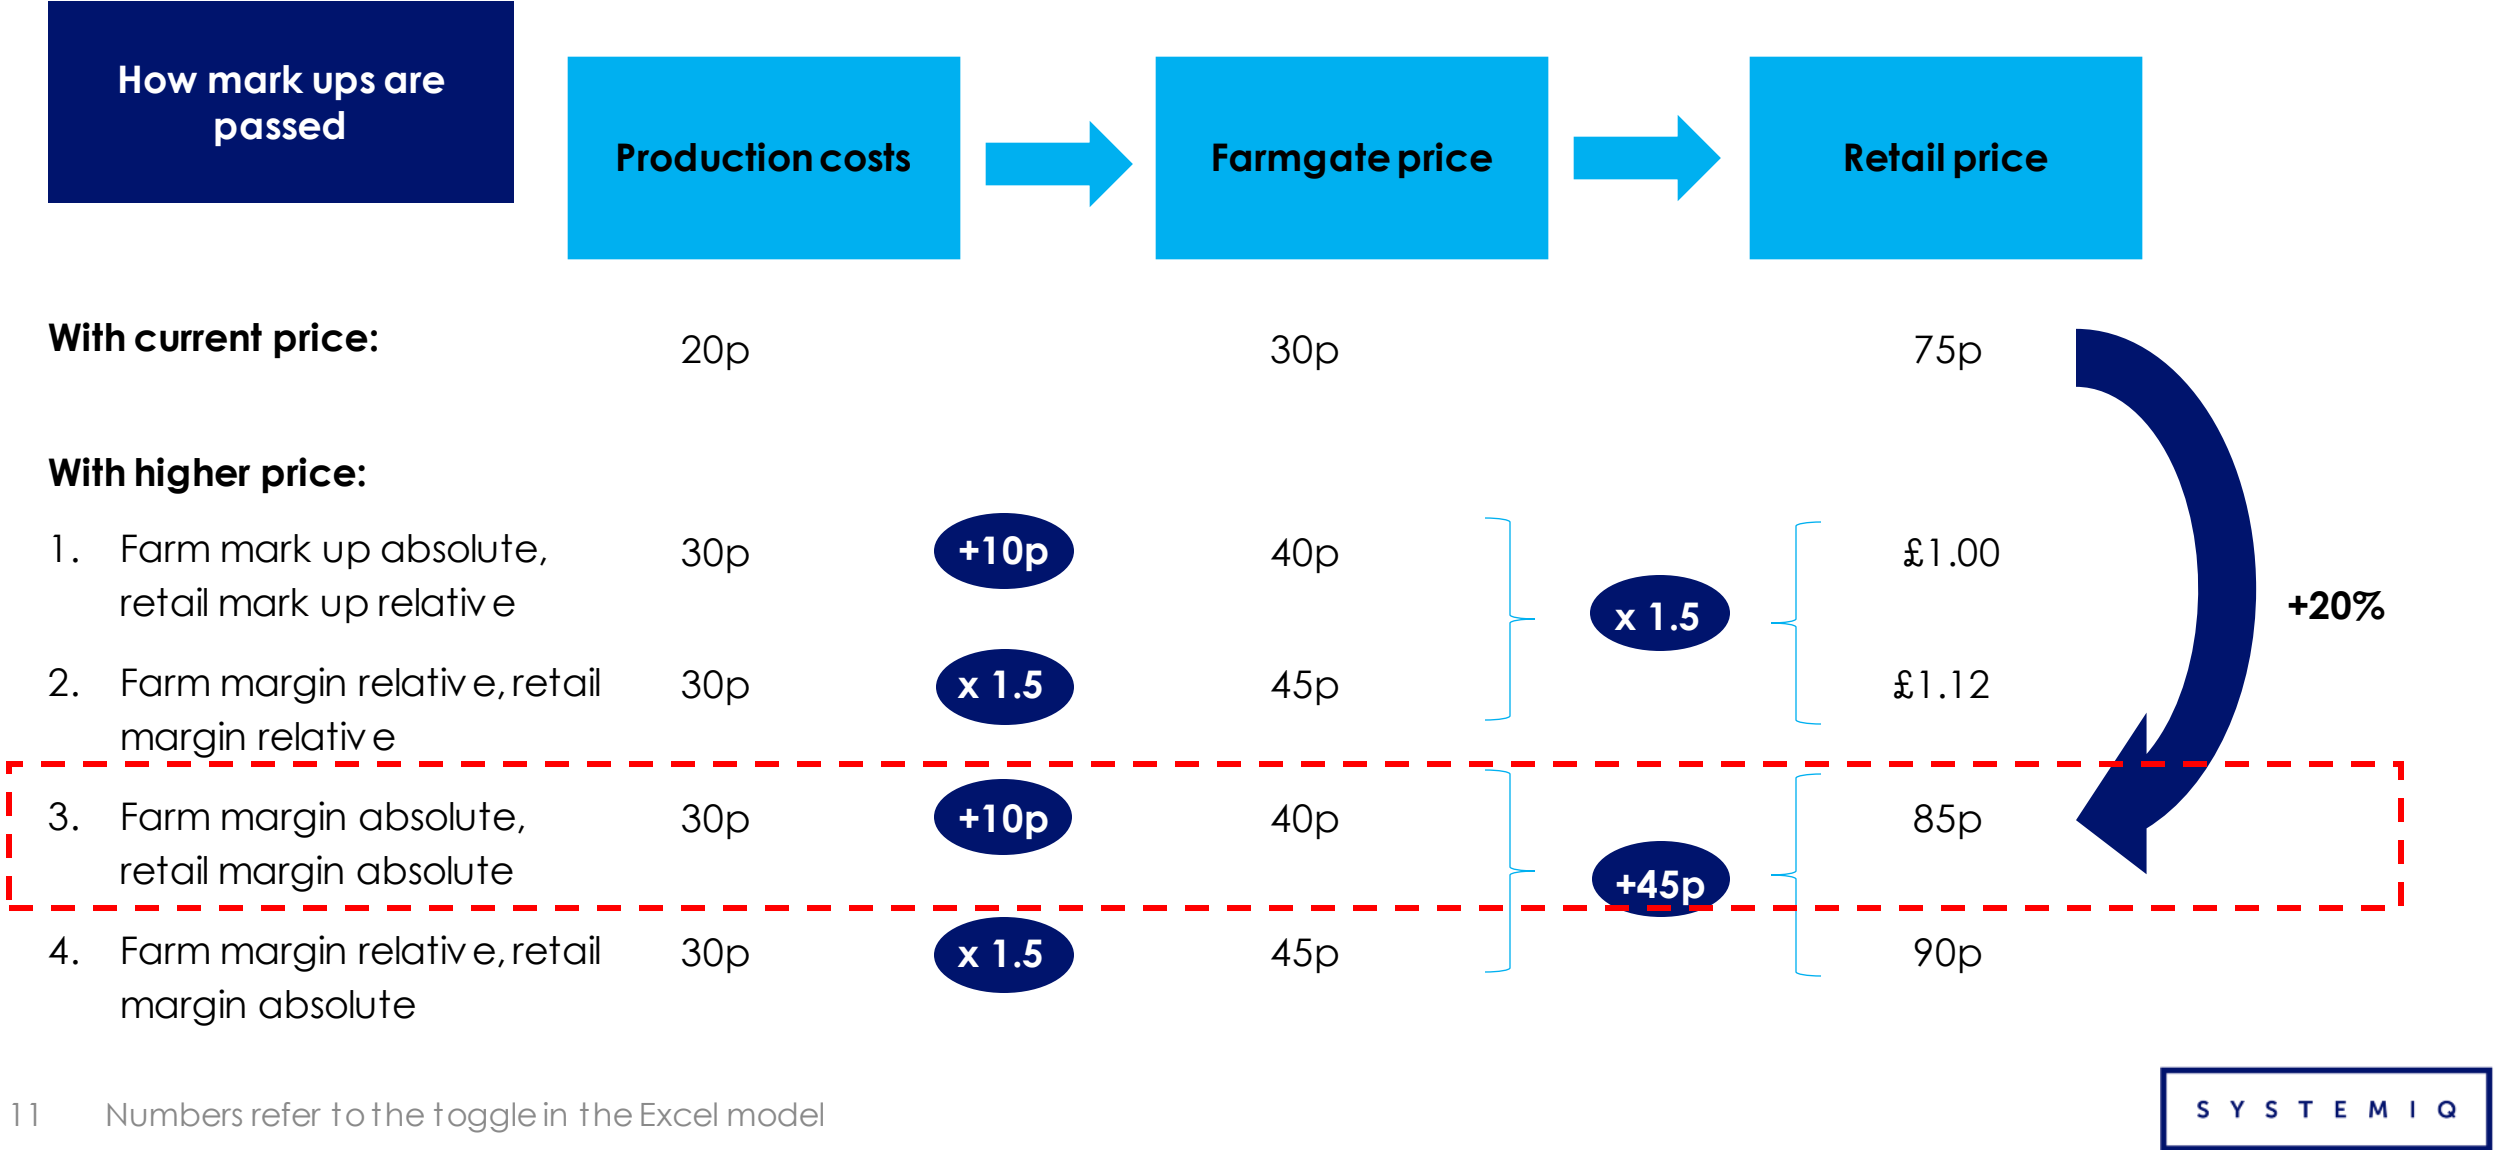 How mark ups are
passed
Production costs
Farmgate price
Retail price
With current price:
20p
30p
75p
With higher price:
1. Farm mark up absolute,
retail mark up relative
30p
+10p
40p
x 1.5
£1.00
+20%
2. Farm margin relative, retail
margin relative
30p
x 1.5
45p
£1.12
3. Farm margin absolute,
retail margin absolute
30p
+10p
40p
+45p
85p
4. Farm margin relative, retail
margin absolute
30p
x 1.5
45p
90p
11 Numbers refer to the toggle in the Excel model
SYSTEMIQ